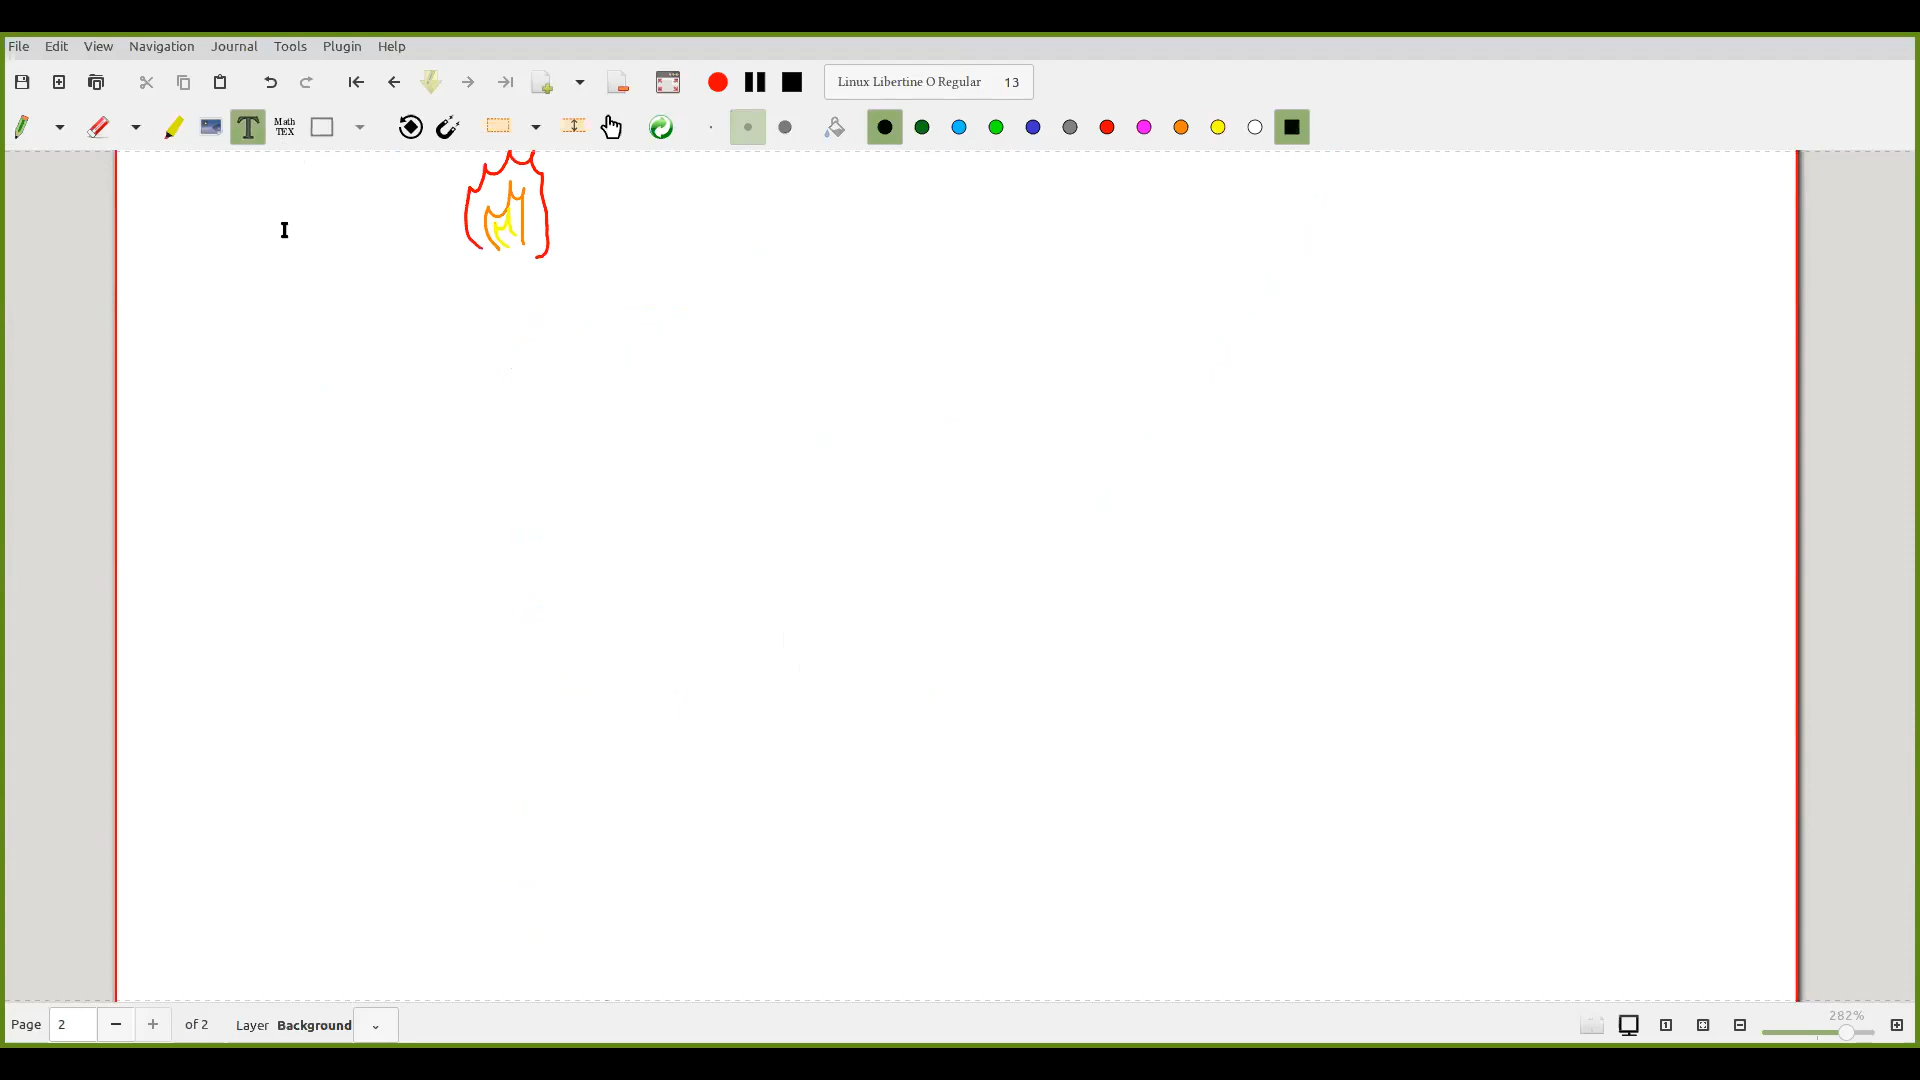 File Edit View Navigation Journal Tools Plugin Help
Linux Libertine O Regular 13
T Math TEX
Page 2 of 2 Layer Background 282%